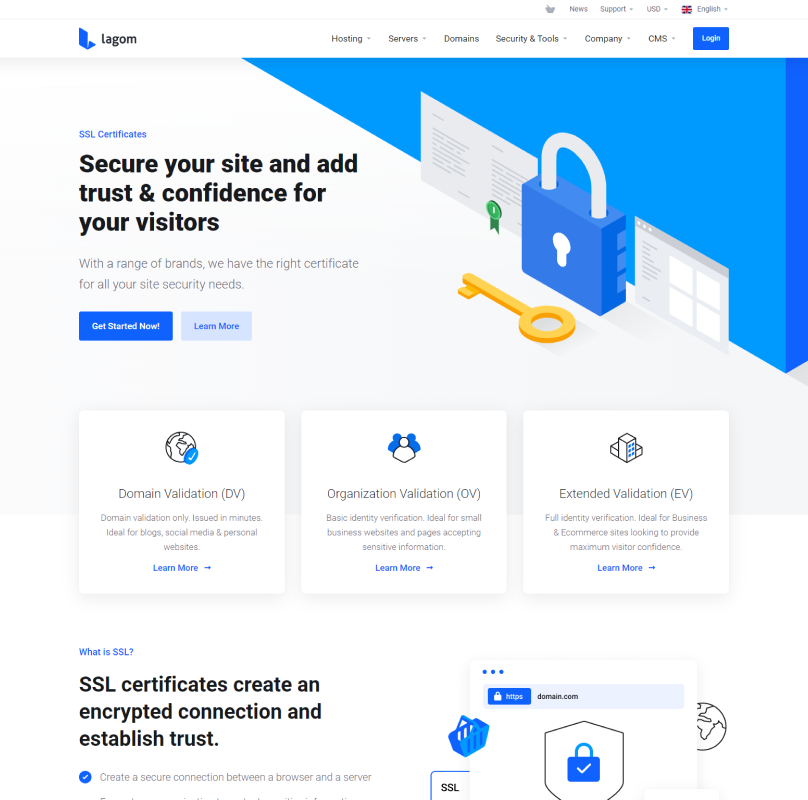 News Support USD English
lagom
Hosting Servers Domains Security & Tools Company CMS Login
SSL Certificates
Secure your site and add
trust & confidence for
your visitors
With a range of brands, we have the right certificate
for all your site security needs.
Get Started Now! Learn More
Domain Validation (DV)
Domain validation only. Issued in minutes.
Ideal for blogs, social media & personal
websites.
Learn More →
Organization Validation (OV)
Basic identity verification. Ideal for small
business websites and pages accepting
sensitive information.
Learn More →
Extended Validation (EV)
Full identity verification. Ideal for Business
& Ecommerce sites looking to provide
maximum visitor confidence.
Learn More →
What is SSL?
SSL certificates create an
encrypted connection and
establish trust.
Create a secure connection between a browser and a server
https domain.com
SSL